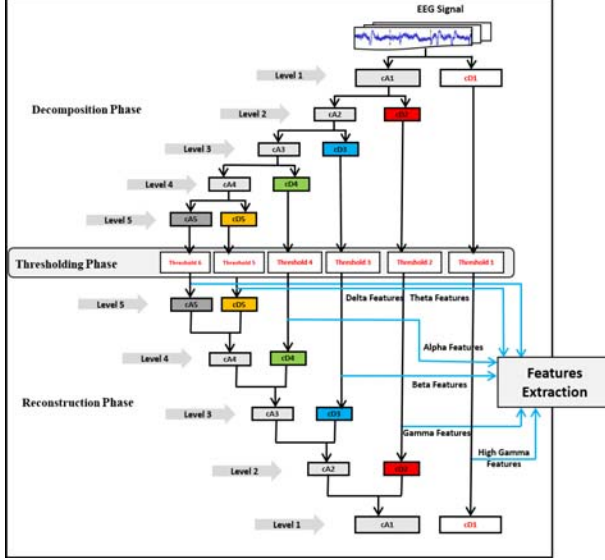 EEG Signal
Level 1
cA1
cD1
Decomposition Phase
Level 2
cA2
cD2
Level 3
cA3
cD3
Level 4
cA4
cD4
Level 5
cA5
cD5
Thresholding Phase
Threshold 6
Threshold 5
Threshold 4
Threshold 3
Threshold 2
Threshold 1
Level 5
cA5
cD5
Delta Features
Theta Features
Level 4
cA4
cD4
Alpha Features
Beta Features
Features
Extraction
Reconstruction Phase
Level 3
cA3
cD3
Gamma Features
High Gamma
Features
Level 2
cA2
cD2
Level 1
cA1
cD1